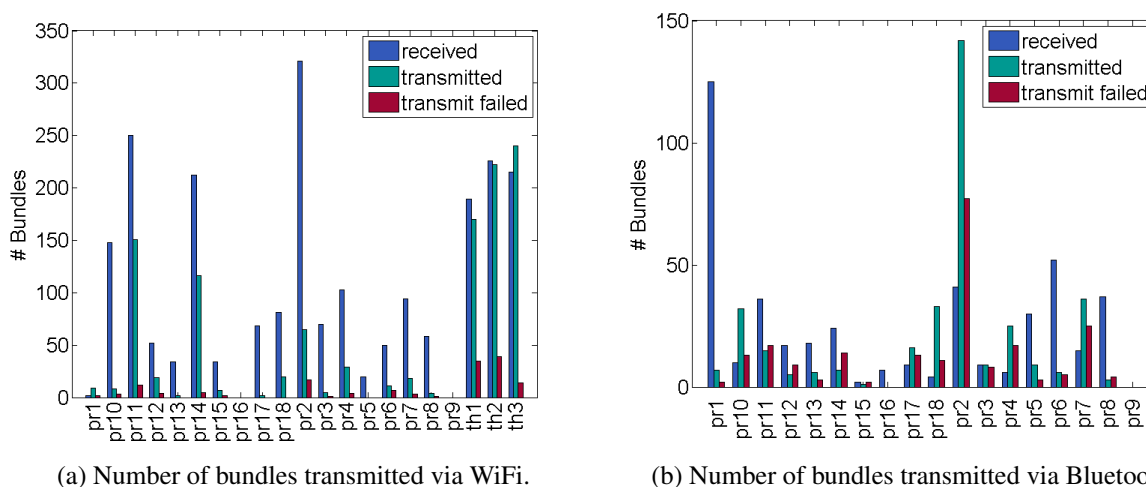 350
300
250
200
150
100
50
0
# Bundles
received
transmitted
transmit failed
pr1
pr10
pr11
pr12
pr13
pr14
pr15
pr16
pr17
pr18
pr2
pr3
pr4
pr5
pr6
pr7
pr8
pr9
th1
th2
th3
(a) Number of bundles transmitted via WiFi.
150
100
50
0
# Bundles
received
transmitted
transmit failed
pr1
pr10
pr11
pr12
pr13
pr14
pr15
pr16
pr17
pr18
pr2
pr3
pr4
pr5
pr6
pr7
pr8
pr9
(b) Number of bundles transmitted via Bluetoo